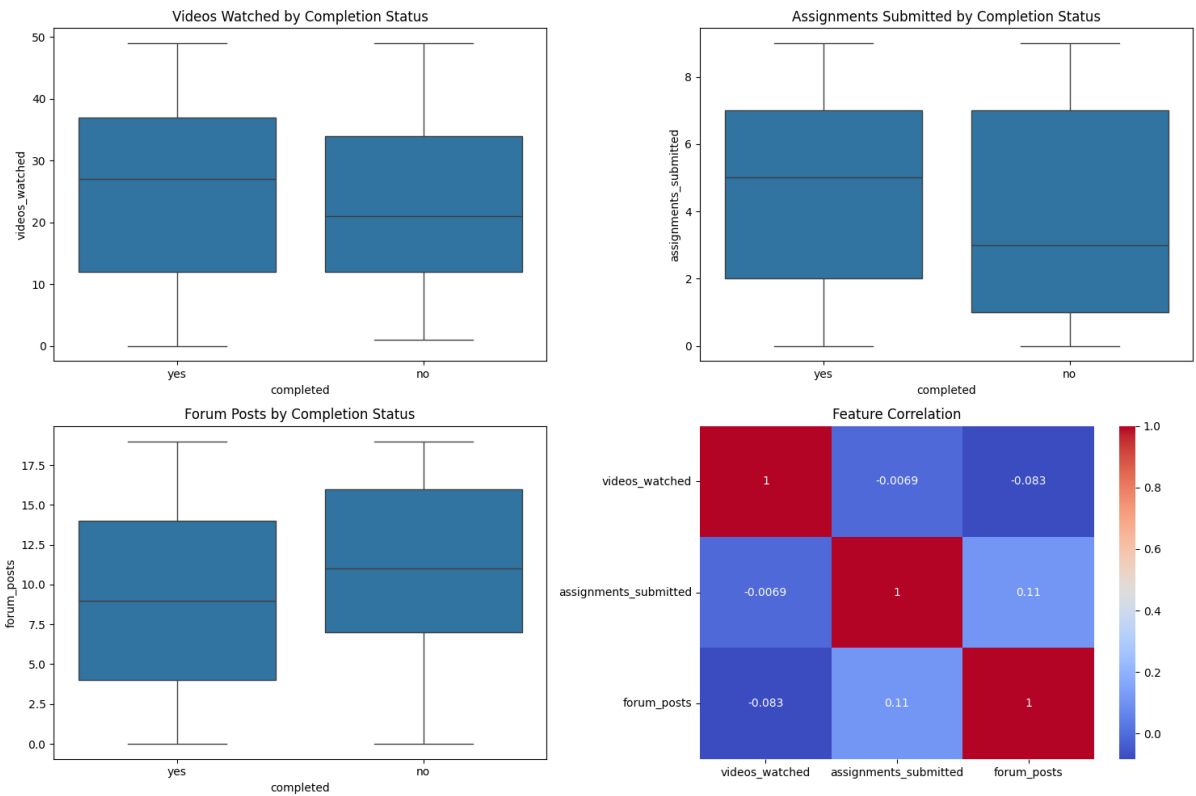 Videos Watched by Completion Status
50
40
30
20
10
0
videos_watched
yes
no
completed
Assignments Submitted by Completion Status
8
6
4
2
0
assignments_submitted
yes
no
completed
Forum Posts by Completion Status
17.5
15.0
12.5
10.0
7.5
5.0
2.5
0.0
forum_posts
yes
no
completed
Feature Correlation
videos_watched
1
-0.0069
-0.083
assignments_submitted
-0.0069
1
0.11
forum_posts
-0.083
0.11
1
videos_watched
assignments_submitted
forum_posts
1.0
0.8
0.6
0.4
0.2
0.0